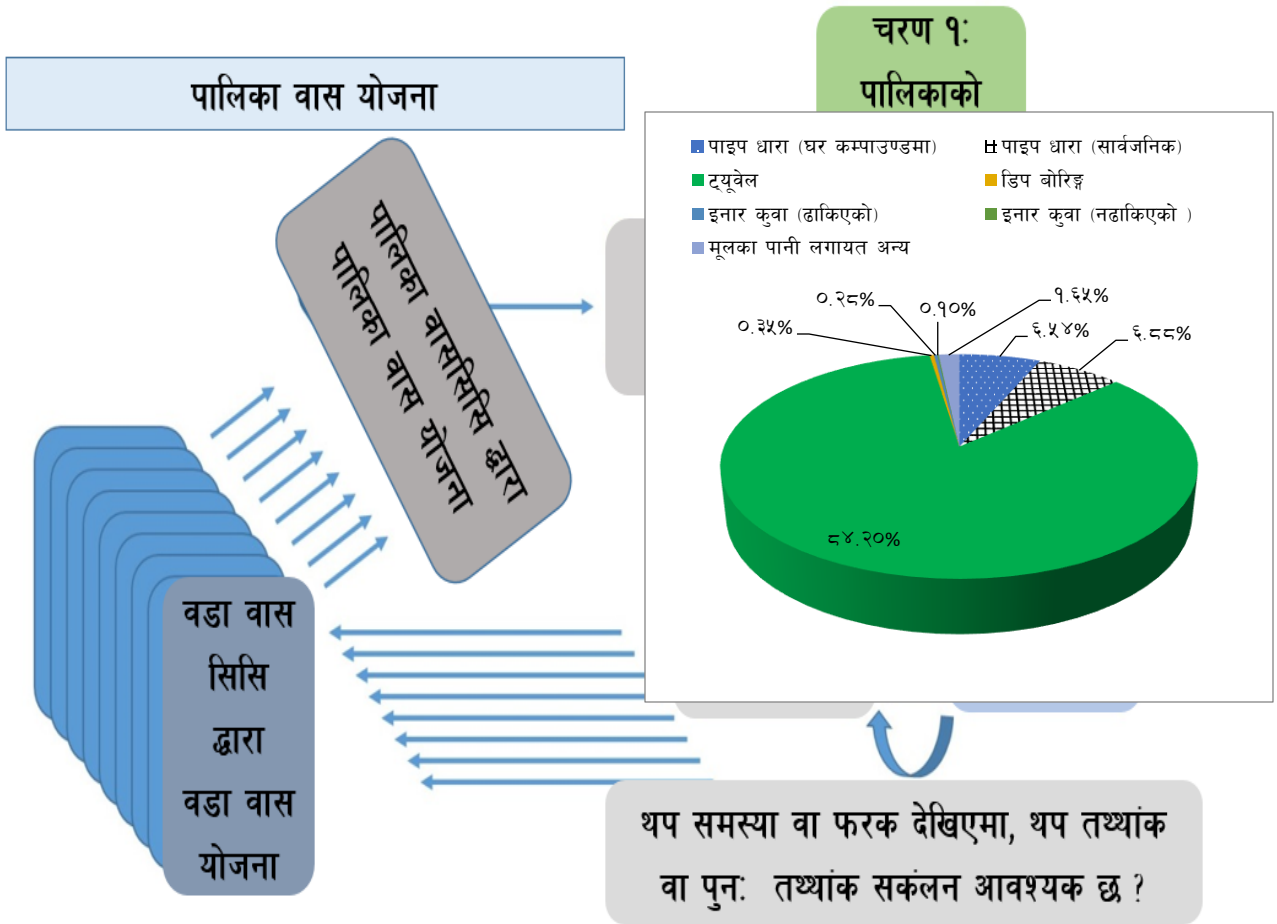 चरण १:
पालिकाको
पालिका वास योजना
पाइप धारा (घर कम्पाउण्डमा)
पाइप धारा (सार्वजनिक)
ट्यूवेल
डिप बोरिङ्ग
इनार कुवा (ढाकिएको)
इनार कुवा (नढाकिएको )
मूलका पानी लगायत अन्य
०.३५%
०.२८%
०.१०%
१.६५%
६.५४%
६.८८%
८४.२०%
पालिका वाससिसि द्धारा
पालिका वास योजना
वडा वास
सिसि
द्धारा
वडा वास
योजना
थप समस्या वा फरक देखिएमा, थप तथ्थांक
वा पुन: तथ्थांक सकंलन आवश्यक छ ?